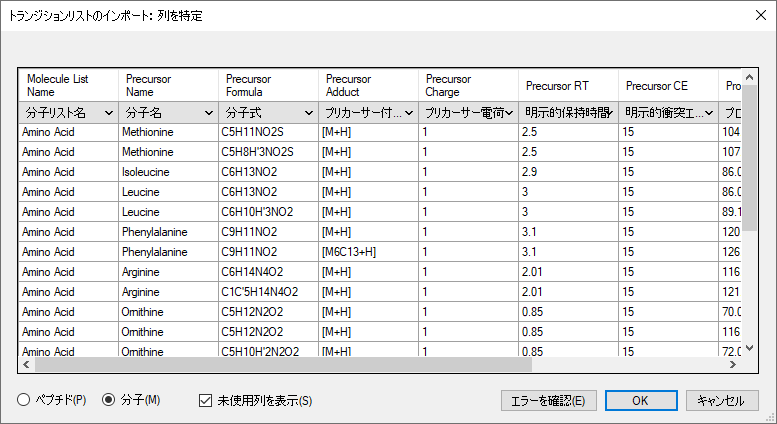 トランジションリストのインポート: 列を特定
Molecule List Name Precursor Name Precursor Formula Precursor Adduct Precursor Charge Precursor RT Precursor CE Pro
分子リスト名 分子名 分子式 プリカーサー付... プリカーサー電荷 明示的保持時間 明示的衝突エ... プロ
Amino Acid Methionine C5H11NO2S [M+H] 1 2.5 15 104
Amino Acid Methionine C5H8H'3NO2S [M+H] 1 2.5 15 107
Amino Acid Isoleucine C6H13NO2 [M+H] 1 2.9 15 86.0
Amino Acid Leucine C6H13NO2 [M+H] 1 3 15 86.0
Amino Acid Leucine C6H10H'3NO2 [M+H] 1 3 15 89.1
Amino Acid Phenylalanine C9H11NO2 [M+H] 1 3.1 15 120
Amino Acid Phenylalanine C9H11NO2 [M6C13+H] 1 3.1 15 126
Amino Acid Arginine C6H14N4O2 [M+H] 1 2.01 15 116
Amino Acid Arginine C1C'5H14N4O2 [M+H] 1 2.01 15 121
Amino Acid Ornithine C5H12N2O2 [M+H] 1 0.85 15 70.0
Amino Acid Ornithine C5H12N2O2 [M+H] 1 0.85 15 116
Amino Acid Ornithine C5H10H'2N2O2 [M+H] 1 0.85 15 72.0
ペプチド(P) 分子(M) 未使用列を表示(S) エラーを確認(E) OK キャンセル